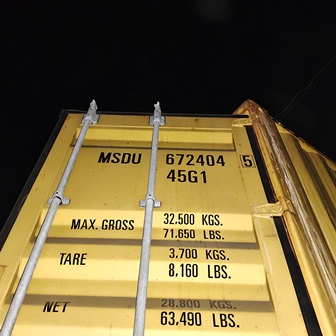 MSDU 672404 5
45G1
MAX. GROSS 32.500 KGS.
71.650 LBS.
TARE 3.700 KGS.
8,160 LBS.
NET 28.800 KGS.
63,490 LBS.